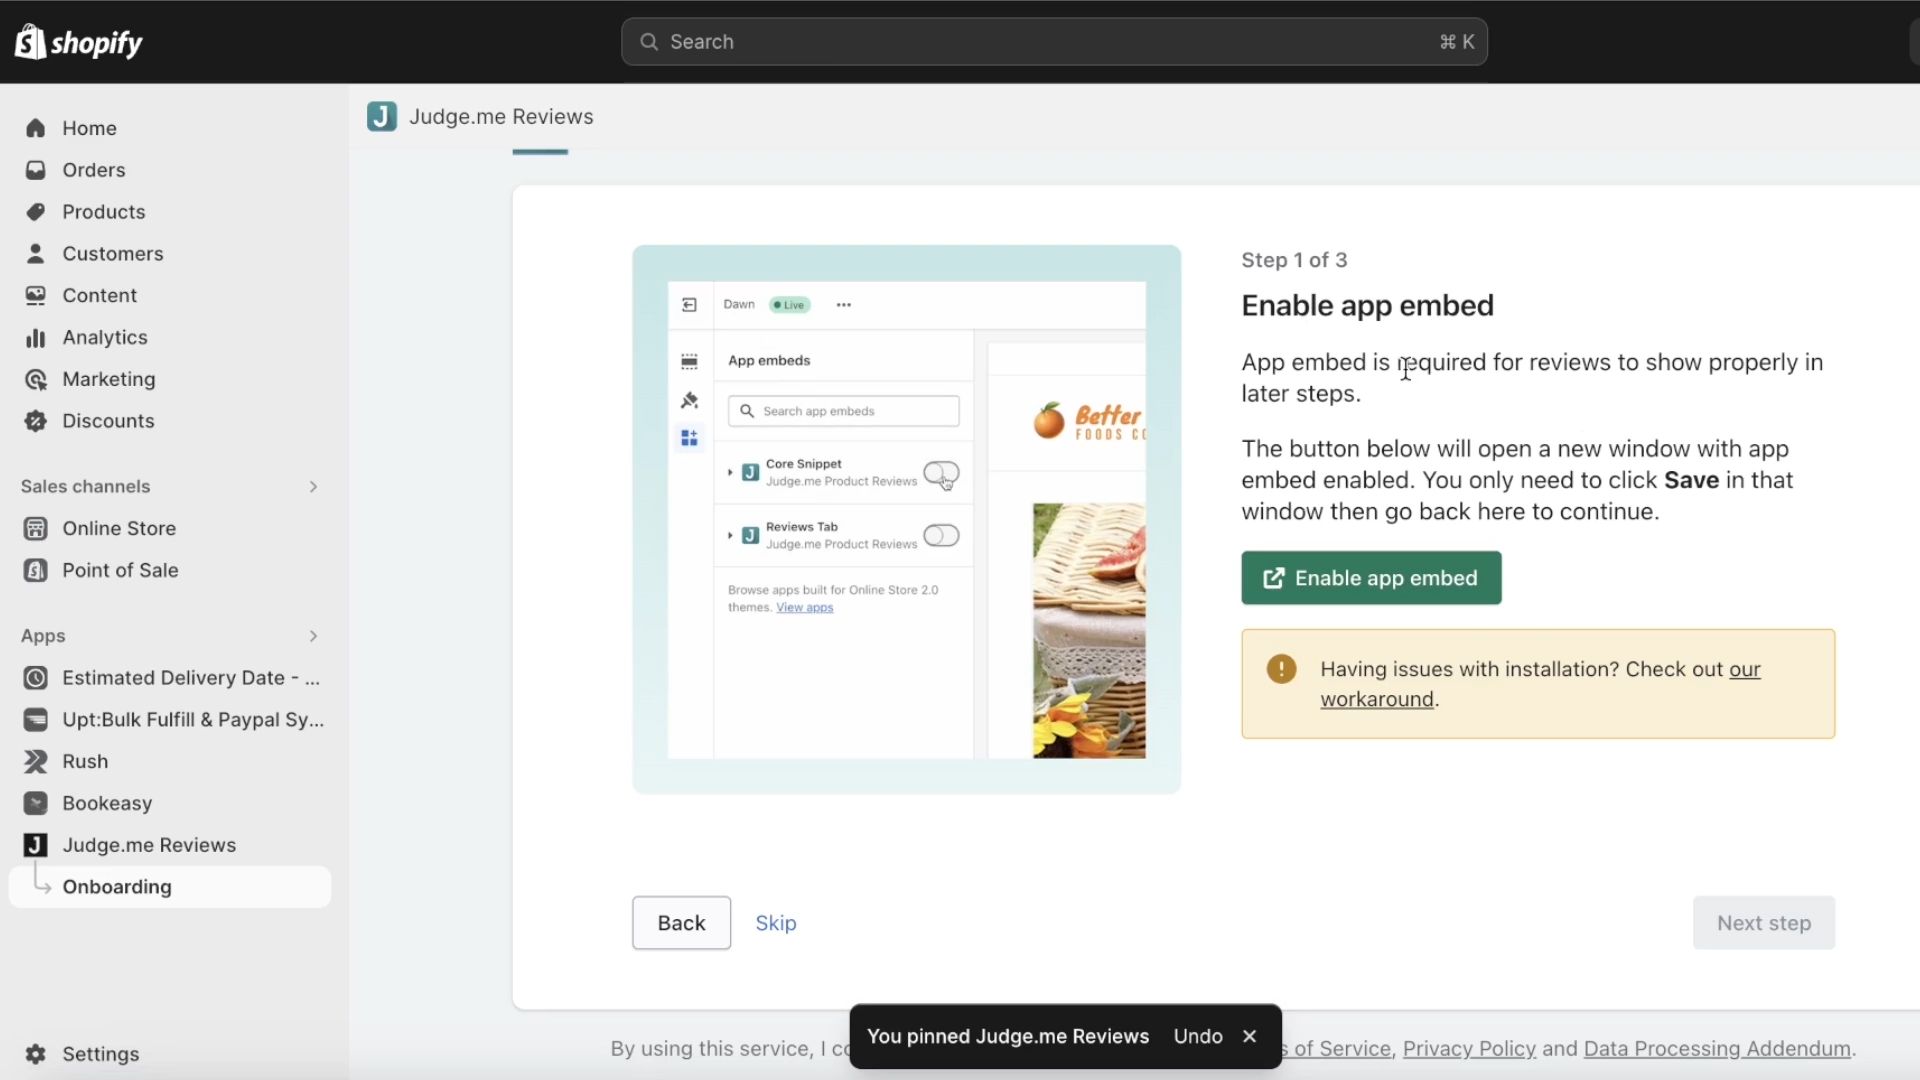 shopify
Search
⌘ K
Home
Orders
Products
Customers
Content
Analytics
Marketing
Discounts
Sales channels
Online Store
Point of Sale
Apps
Estimated Delivery Date - ...
Upt:Bulk Fulfill & Paypal Sy...
Rush
Bookeasy
J Judge.me Reviews
Onboarding
Settings
J Judge.me Reviews
Dawn
Live
App embeds
Search app embeds
J Core Snippet
Judge.me Product Reviews
J Reviews Tab
Judge.me Product Reviews
Browse apps built for Online Store 2.0
themes. View apps
Better
FOODS
Step 1 of 3
Enable app embed
App embed is required for reviews to show properly in
later steps.
The button below will open a new window with app
embed enabled. You only need to click Save in that
window then go back here to continue.
Enable app embed
Having issues with installation? Check out our
workaround.
Back
Skip
Next step
You pinned Judge.me Reviews
Undo
By using this service, I
of Service, Privacy Policy and Data Processing Addendum.